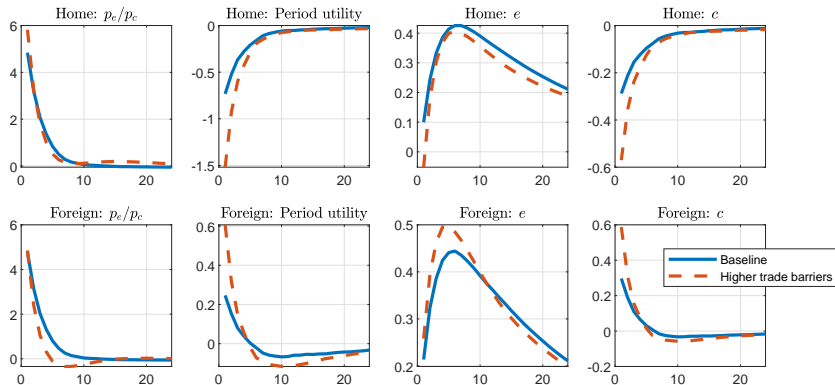 Home: p_e/p_c
Home: Period utility
Home: e
Home: c
6
4
2
0
0 10 20
0
-0.5
-1
-1.5
0 10 20
0.4
0.3
0.2
0.1
0
0 10 20
0
-0.2
-0.4
-0.6
0 10 20
Foreign: p_e/p_c
Foreign: Period utility
Foreign: e
Foreign: c
6
4
2
0
0 10 20
0.6
0.4
0.2
0
0 10 20
0.5
0.4
0.3
0.2
0 10 20
0.6
0.4
0.2
0
-0.2
0 10 20
Baseline
Higher trade barriers